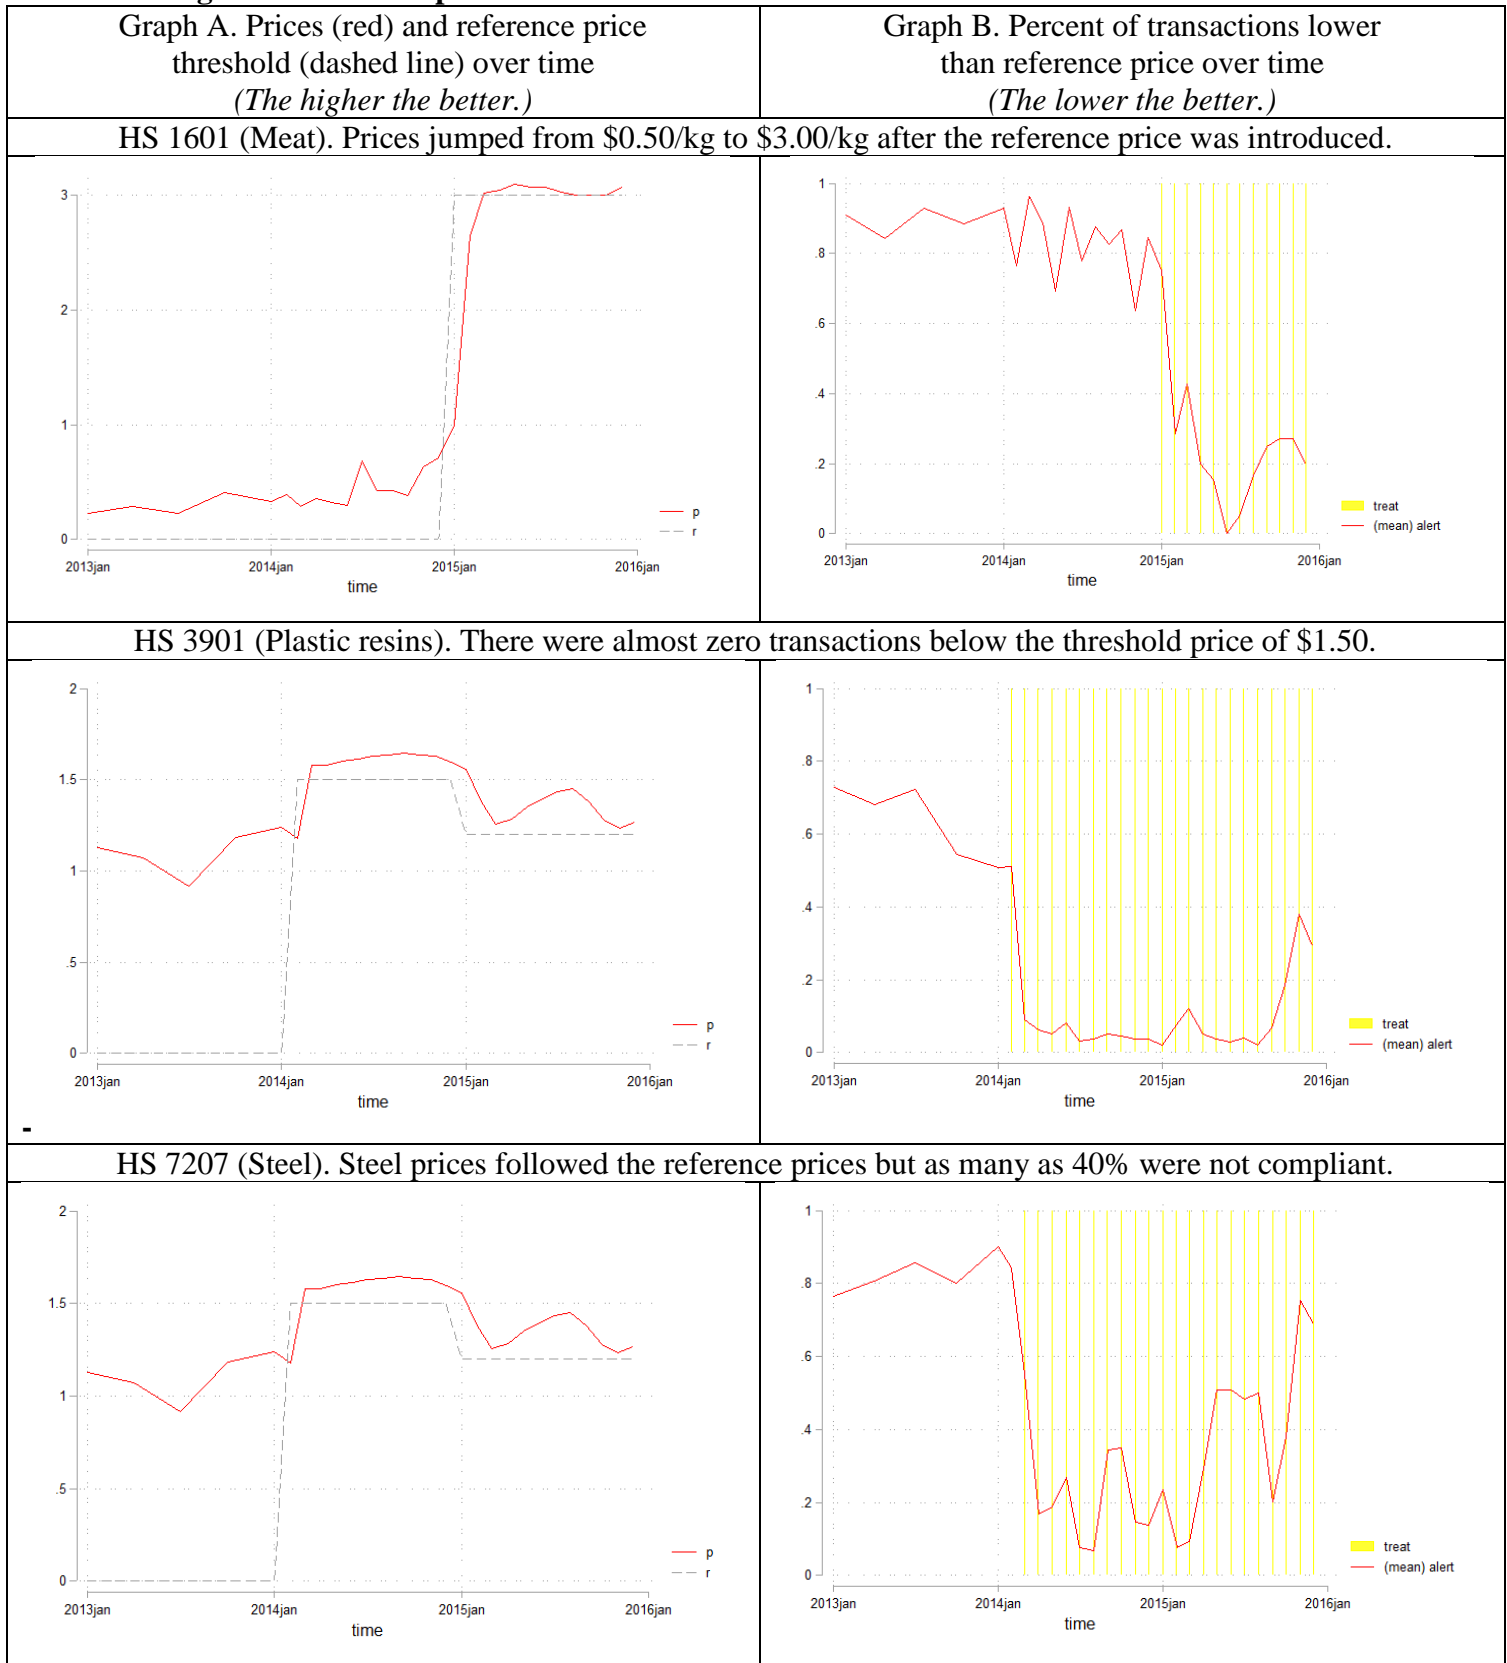 Graph A. Prices (red) and reference price
threshold (dashed line) over time
(The higher the better.)
Graph B. Percent of transactions lower
than reference price over time
(The lower the better.)
HS 1601 (Meat). Prices jumped from $0.50/kg to $3.00/kg after the reference price was introduced.
3
2
1
0
2013jan 2014jan 2015jan 2016jan
time
p
r
1
.8
.6
.4
.2
0
2013jan 2014jan 2015jan 2016jan
time
treat
(mean) alert
HS 3901 (Plastic resins). There were almost zero transactions below the threshold price of $1.50.
2
1.5
1
.5
0
2013jan 2014jan 2015jan 2016jan
time
p
r
-
1
.8
.6
.4
.2
0
2013jan 2014jan 2015jan 2016jan
time
treat
(mean) alert
HS 7207 (Steel). Steel prices followed the reference prices but as many as 40% were not compliant.
2
1.5
1
.5
0
2013jan 2014jan 2015jan 2016jan
time
p
r
1
.8
.6
.4
.2
0
2013jan 2014jan 2015jan 2016jan
time
treat
(mean) alert